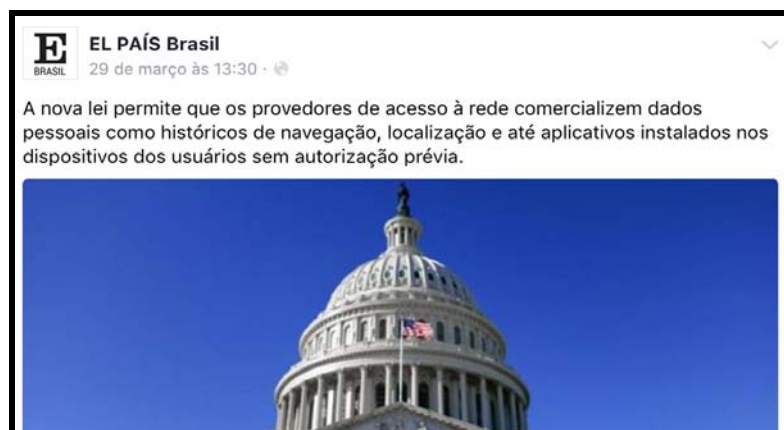 E
BRASIL
EL PAÍS Brasil
29 de março às 13:30 ·
A nova lei permite que os provedores de acesso à rede comercializem dados
pessoais como históricos de navegação, localização e até aplicativos instalados nos
dispositivos dos usuários sem autorização prévia.